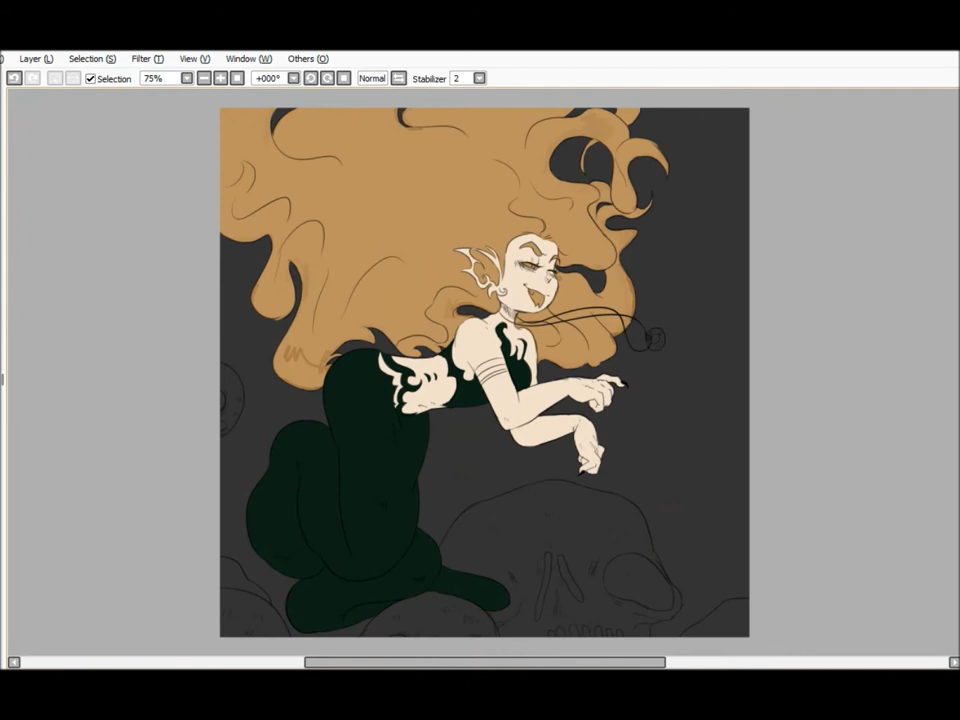 ) Layer (L) Selection (S) Filter (T) View (V) Window (W) Others (O)
Selection 75% +000° Normal Stabilizer 2